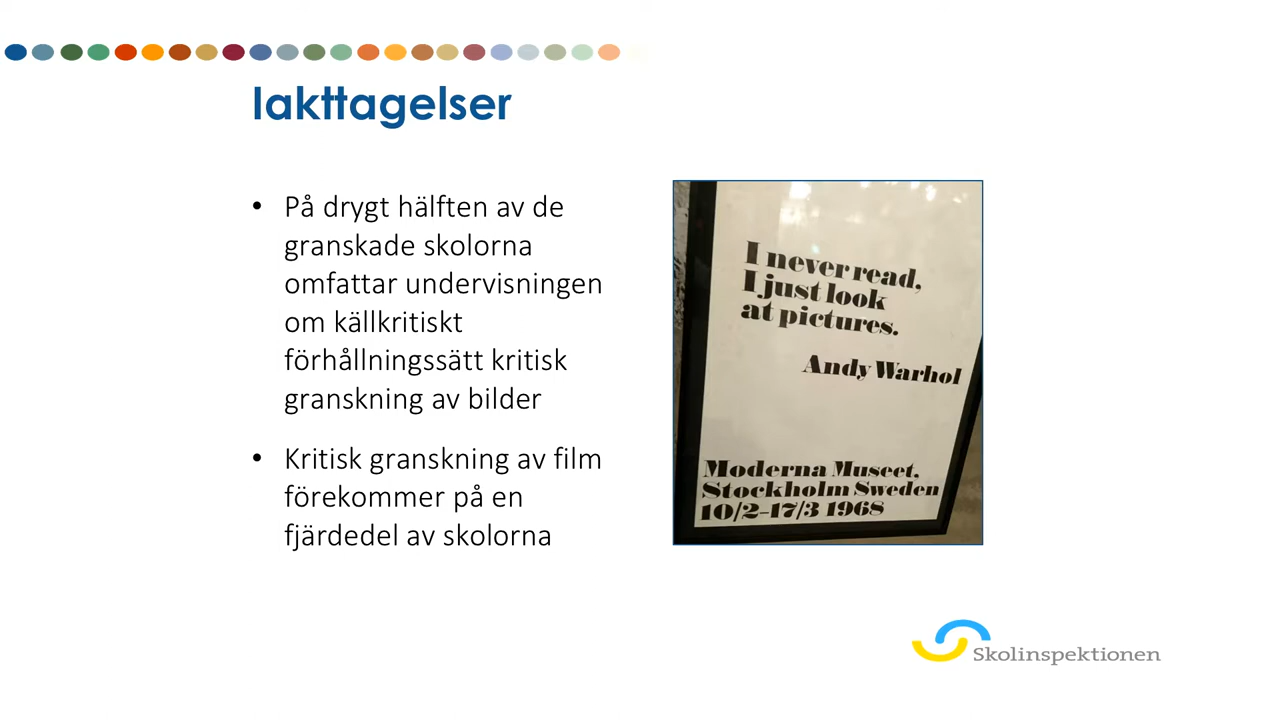 Iakttagelser
• På drygt hälften av de
granskade skolorna
omfattar undervisningen
om källkritiskt
förhållningssätt kritisk
granskning av bilder
• Kritisk granskning av film
förekommer på en
fjärdedel av skolorna
I never read,
I just look
at pictures.
Andy Warhol
Moderna Museet,
Stockholm Sweden
10/2–17/3 1968
Skolinspektionen